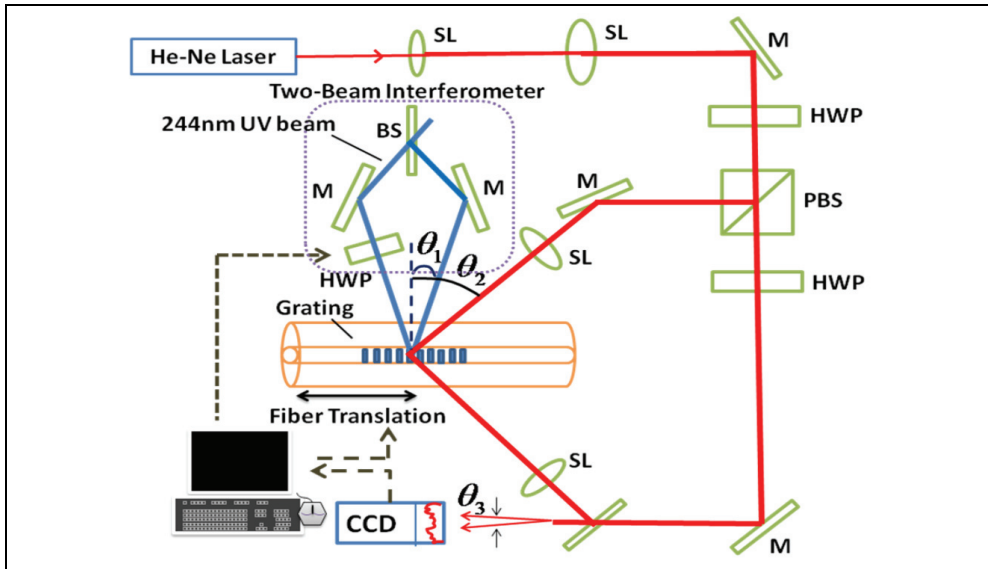 SL
SL
M
He-Ne Laser
Two-Beam Interferometer
HWP
244nm UV beam
BS
M
M
M
PBS
θ1
θ2
SL
HWP
HWP
Grating
Fiber Translation
SL
θ3
CCD
M